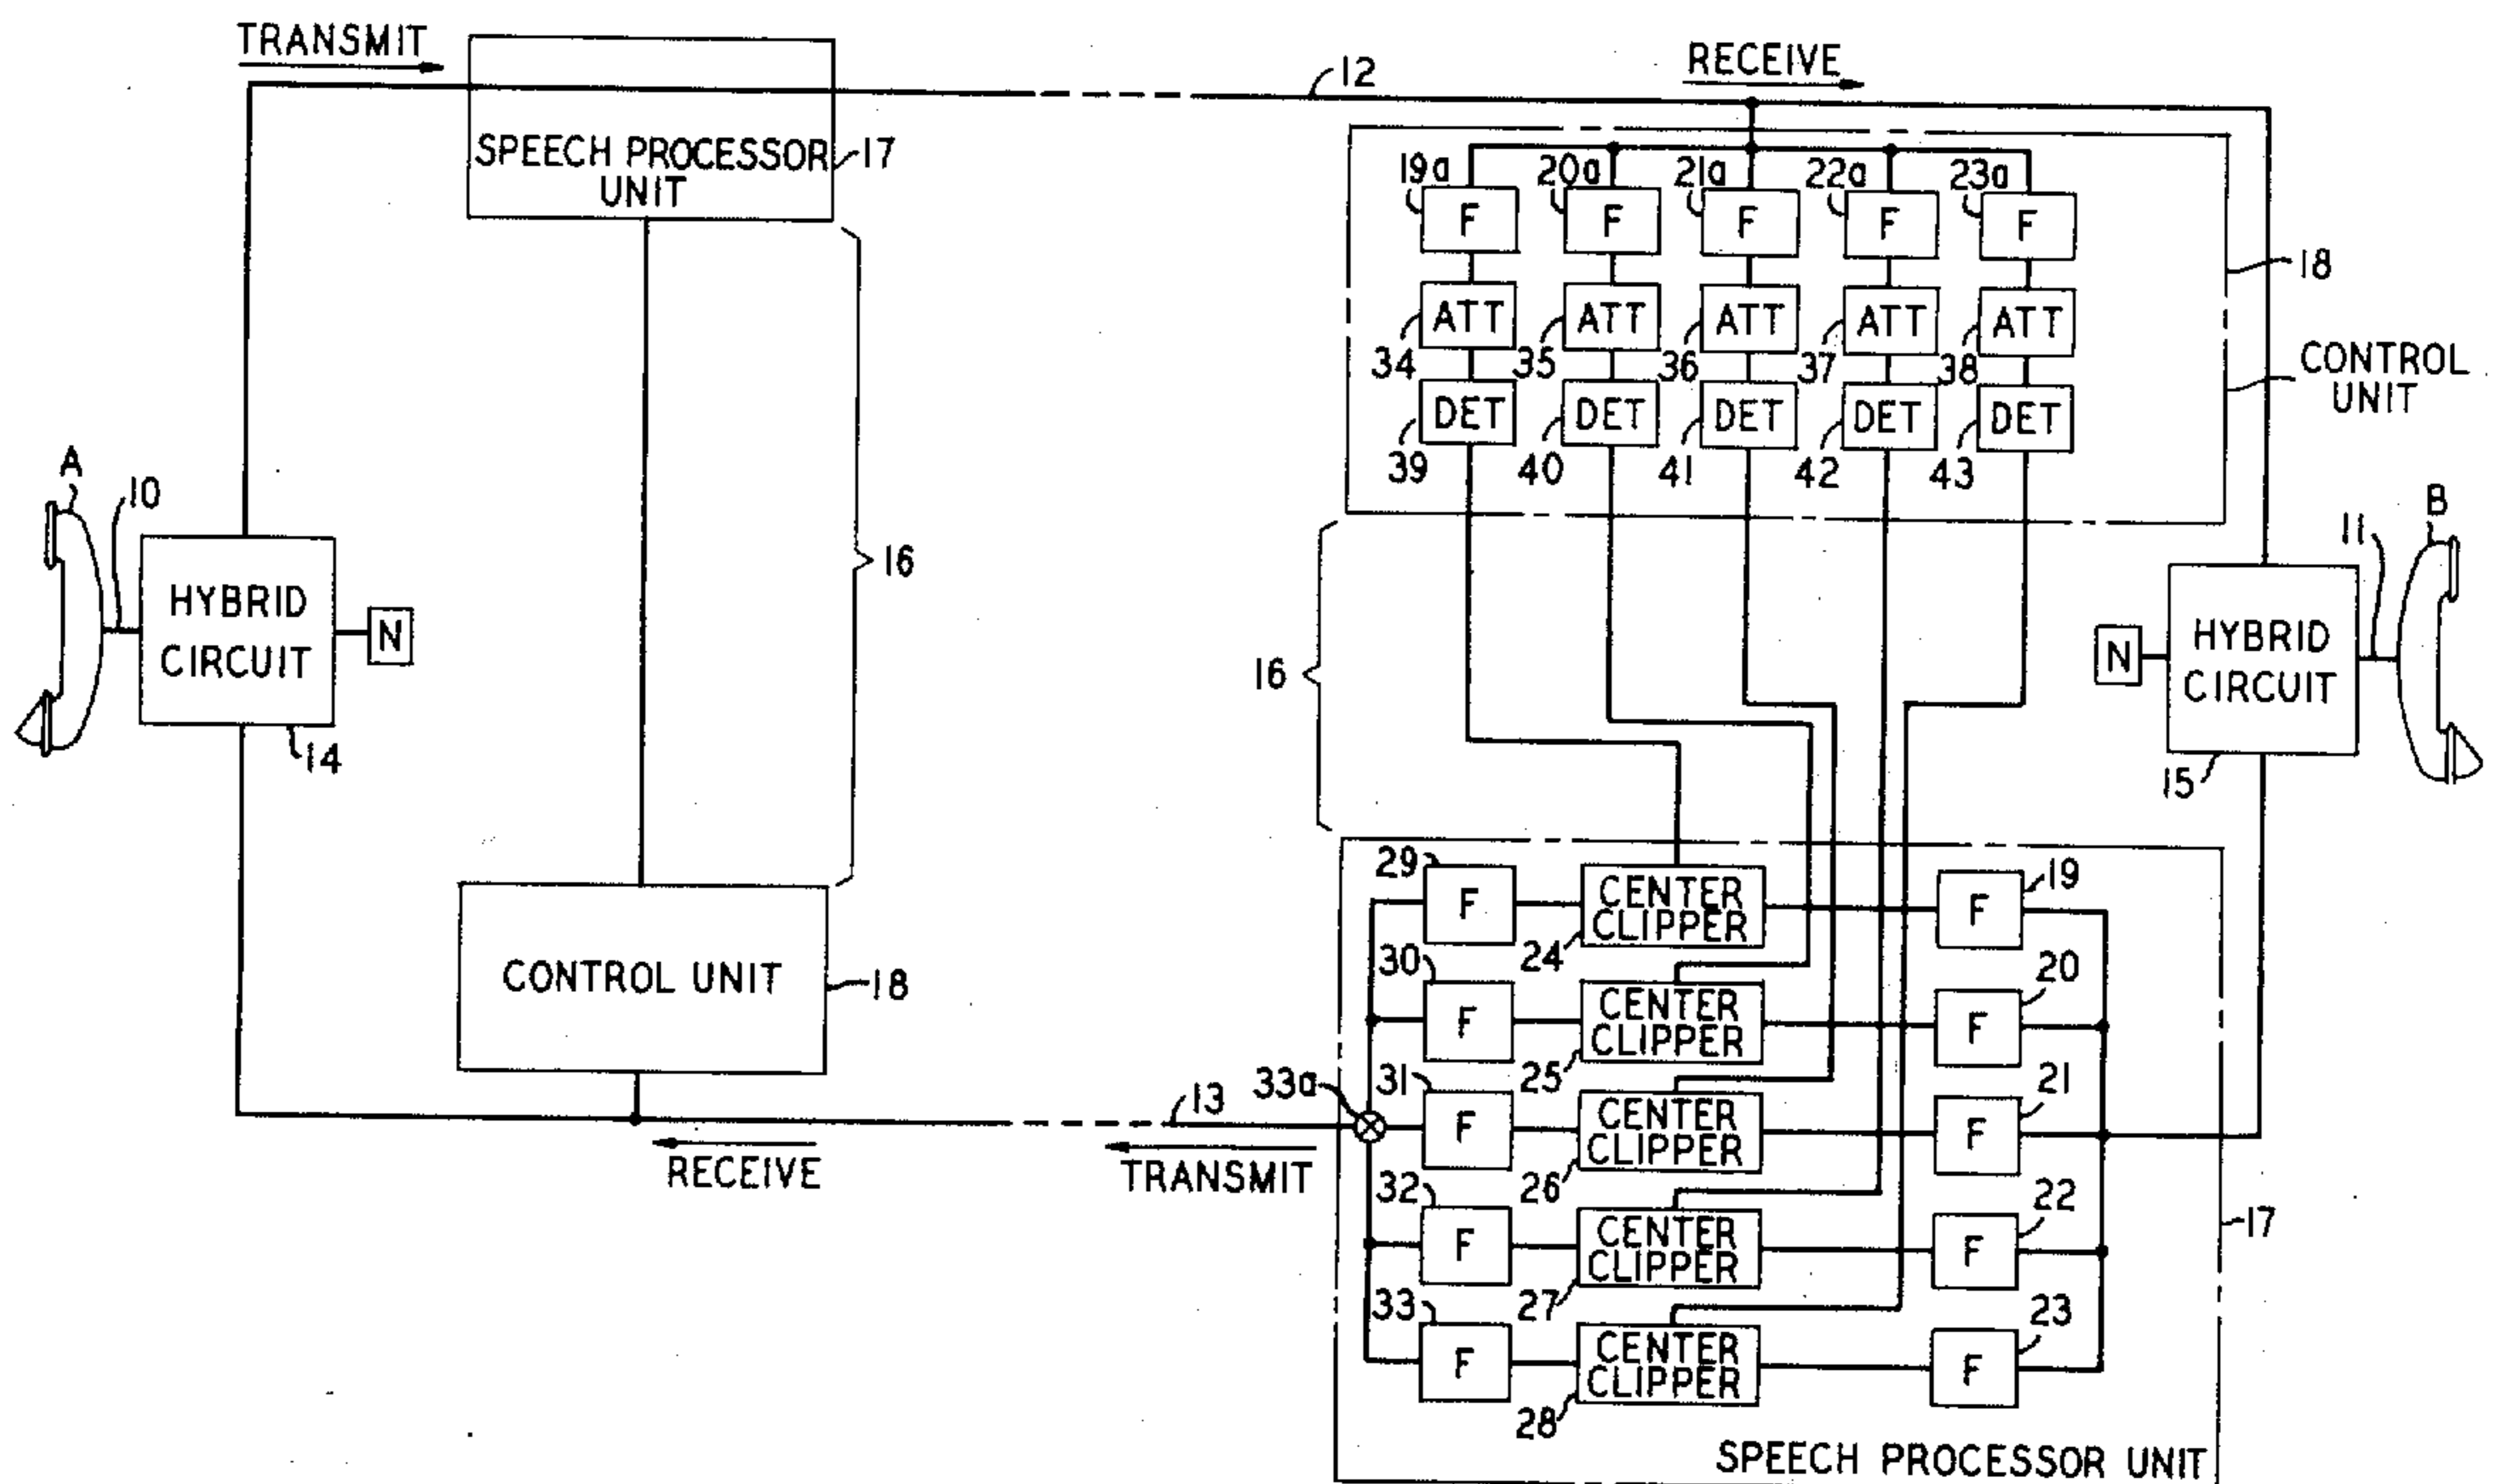 TRANSMIT
RECEIVE
12
SPEECH PROCESSOR
UNIT
17
19a 20a 21a 22a 23a
F F F F F
18
ATT ATT ATT ATT ATT
34 35 36 37 38
CONTROL
UNIT
DET DET DET DET DET
39 40 41 42 43
A
10
B
11
16
HYBRID
CIRCUIT
N
14
16
N
HYBRID
CIRCUIT
15
29
F
CENTER
CLIPPER
24
F
19
30
F
CENTER
CLIPPER
25
F
20
CONTROL UNIT
18
33a
31
F
CENTER
CLIPPER
26
F
21
13
RECEIVE
TRANSMIT
32
F
CENTER
CLIPPER
27
F
22
17
33
F
CENTER
CLIPPER
28
F
23
SPEECH PROCESSOR UNIT